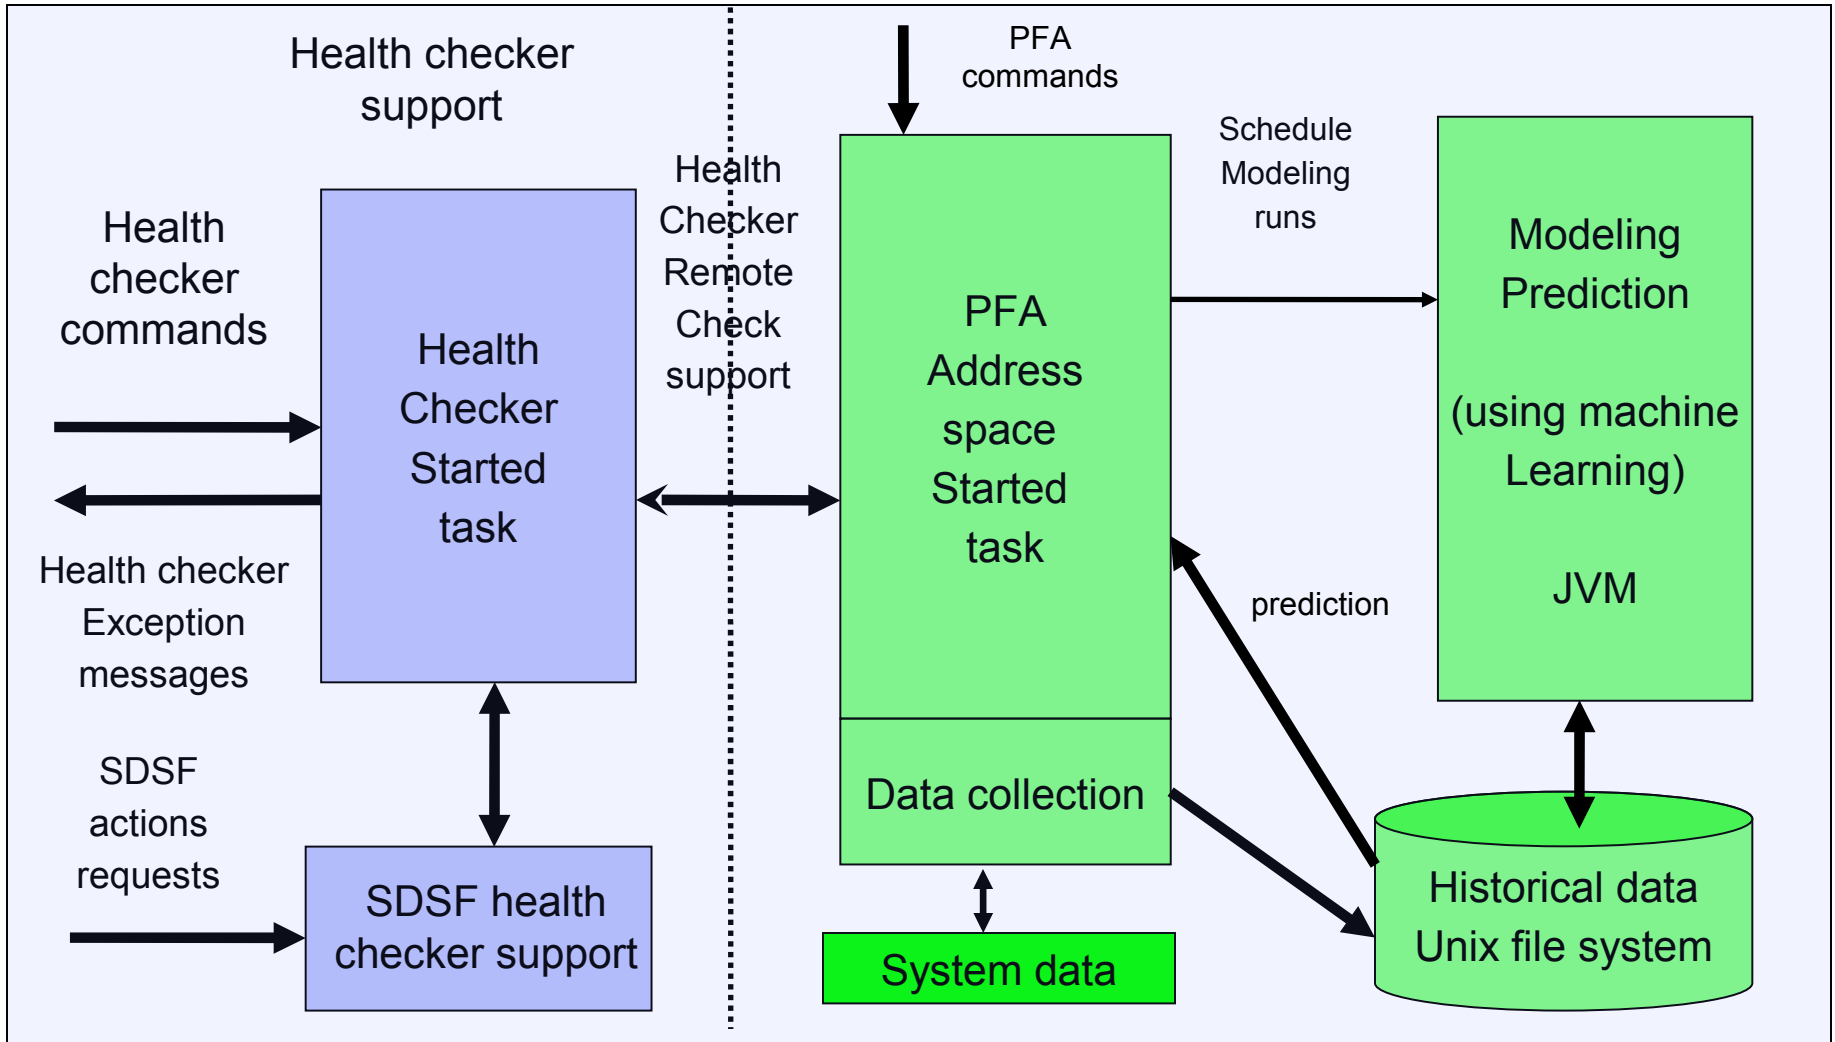 Health checker
support
Health
checker
commands
Health checker
Exception
messages
SDSF
actions
requests
Health
Checker
Started
task
SDSF health
checker support
Health
Checker
Remote
Check
support
PFA
commands
PFA
Address
space
Started
task
Data collection
System data
Schedule
Modeling
runs
prediction
Modeling
Prediction
(using machine
Learning)
JVM
Historical data
Unix file system